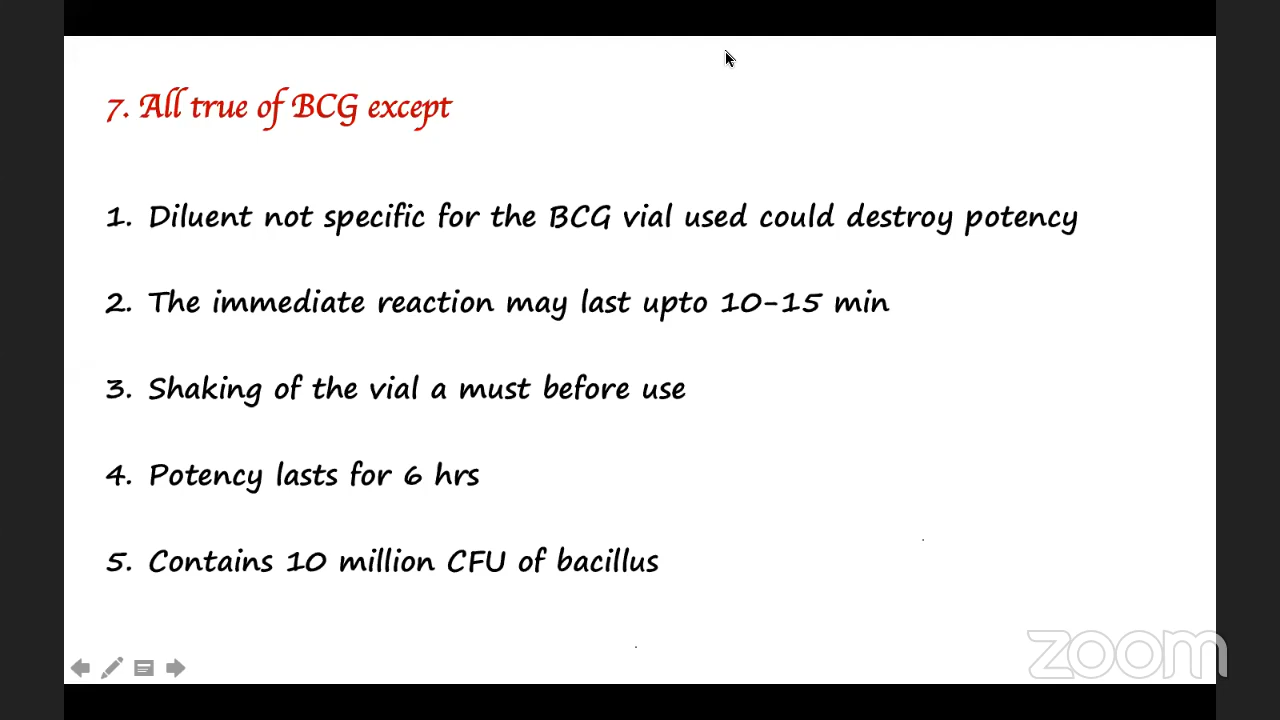 7. All true of BCG except
1. Diluent not specific for the BCG vial used could destroy potency
2. The immediate reaction may last upto 10-15 min
3. Shaking of the vial a must before use
4. Potency lasts for 6 hrs
5. Contains 10 million CFU of bacillus
zoom